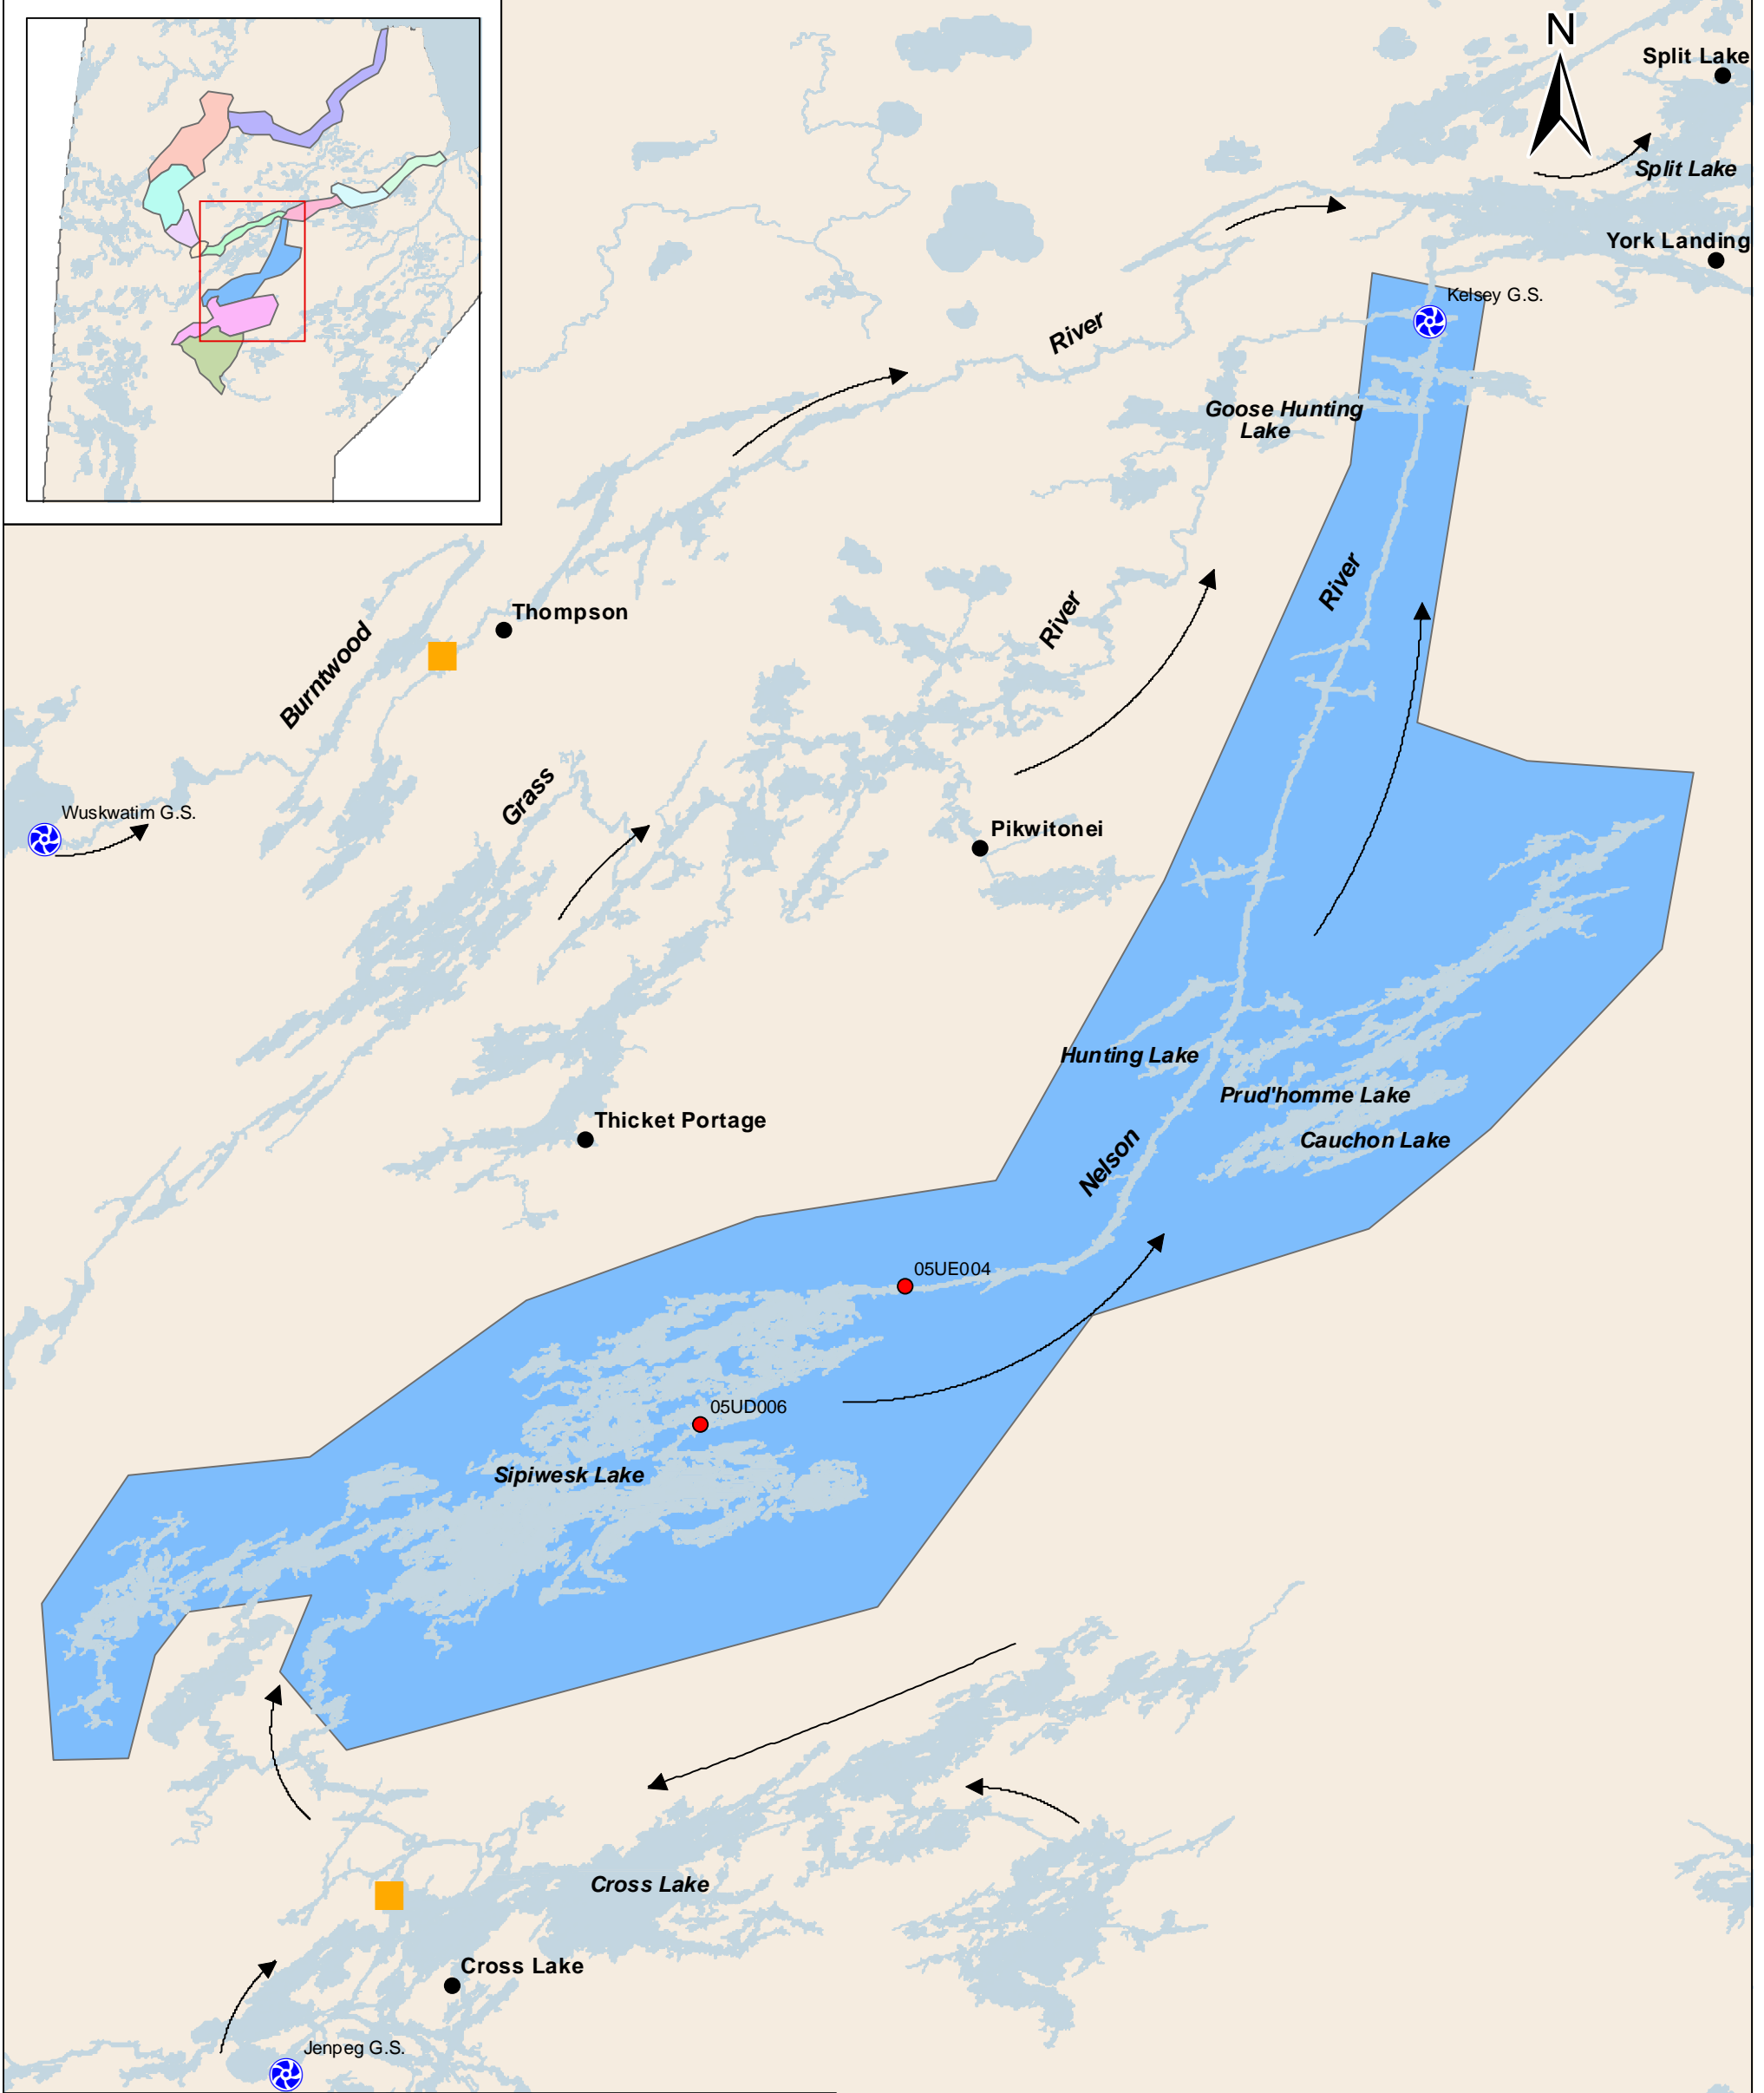 N
Split Lake
Split Lake
York Landing
Kelsey G.S.
River
Goose Hunting
Lake
River
River
Thompson
Burntwood
Grass
Wuskwatim G.S.
Pikwitonei
Hunting Lake
Prud'homme Lake
Thicket Portage
Cauchon Lake
Nelson
05UE004
05UD006
Sipiwesk Lake
Cross Lake
Cross Lake
Jenpeg G.S.